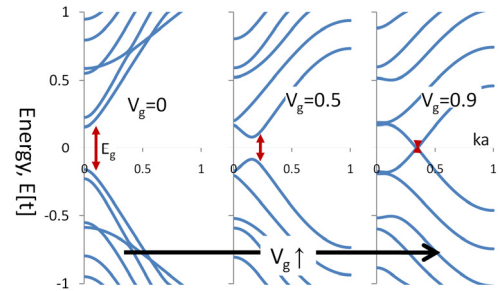 1
0.5
0
-0.5
-1
Energy, E[t]
V_g=0
E_g
0 0.5 1
V_g=0.5
0 0.5 1
V_g=0.9
ka
0 0.5 1
V_g ↑